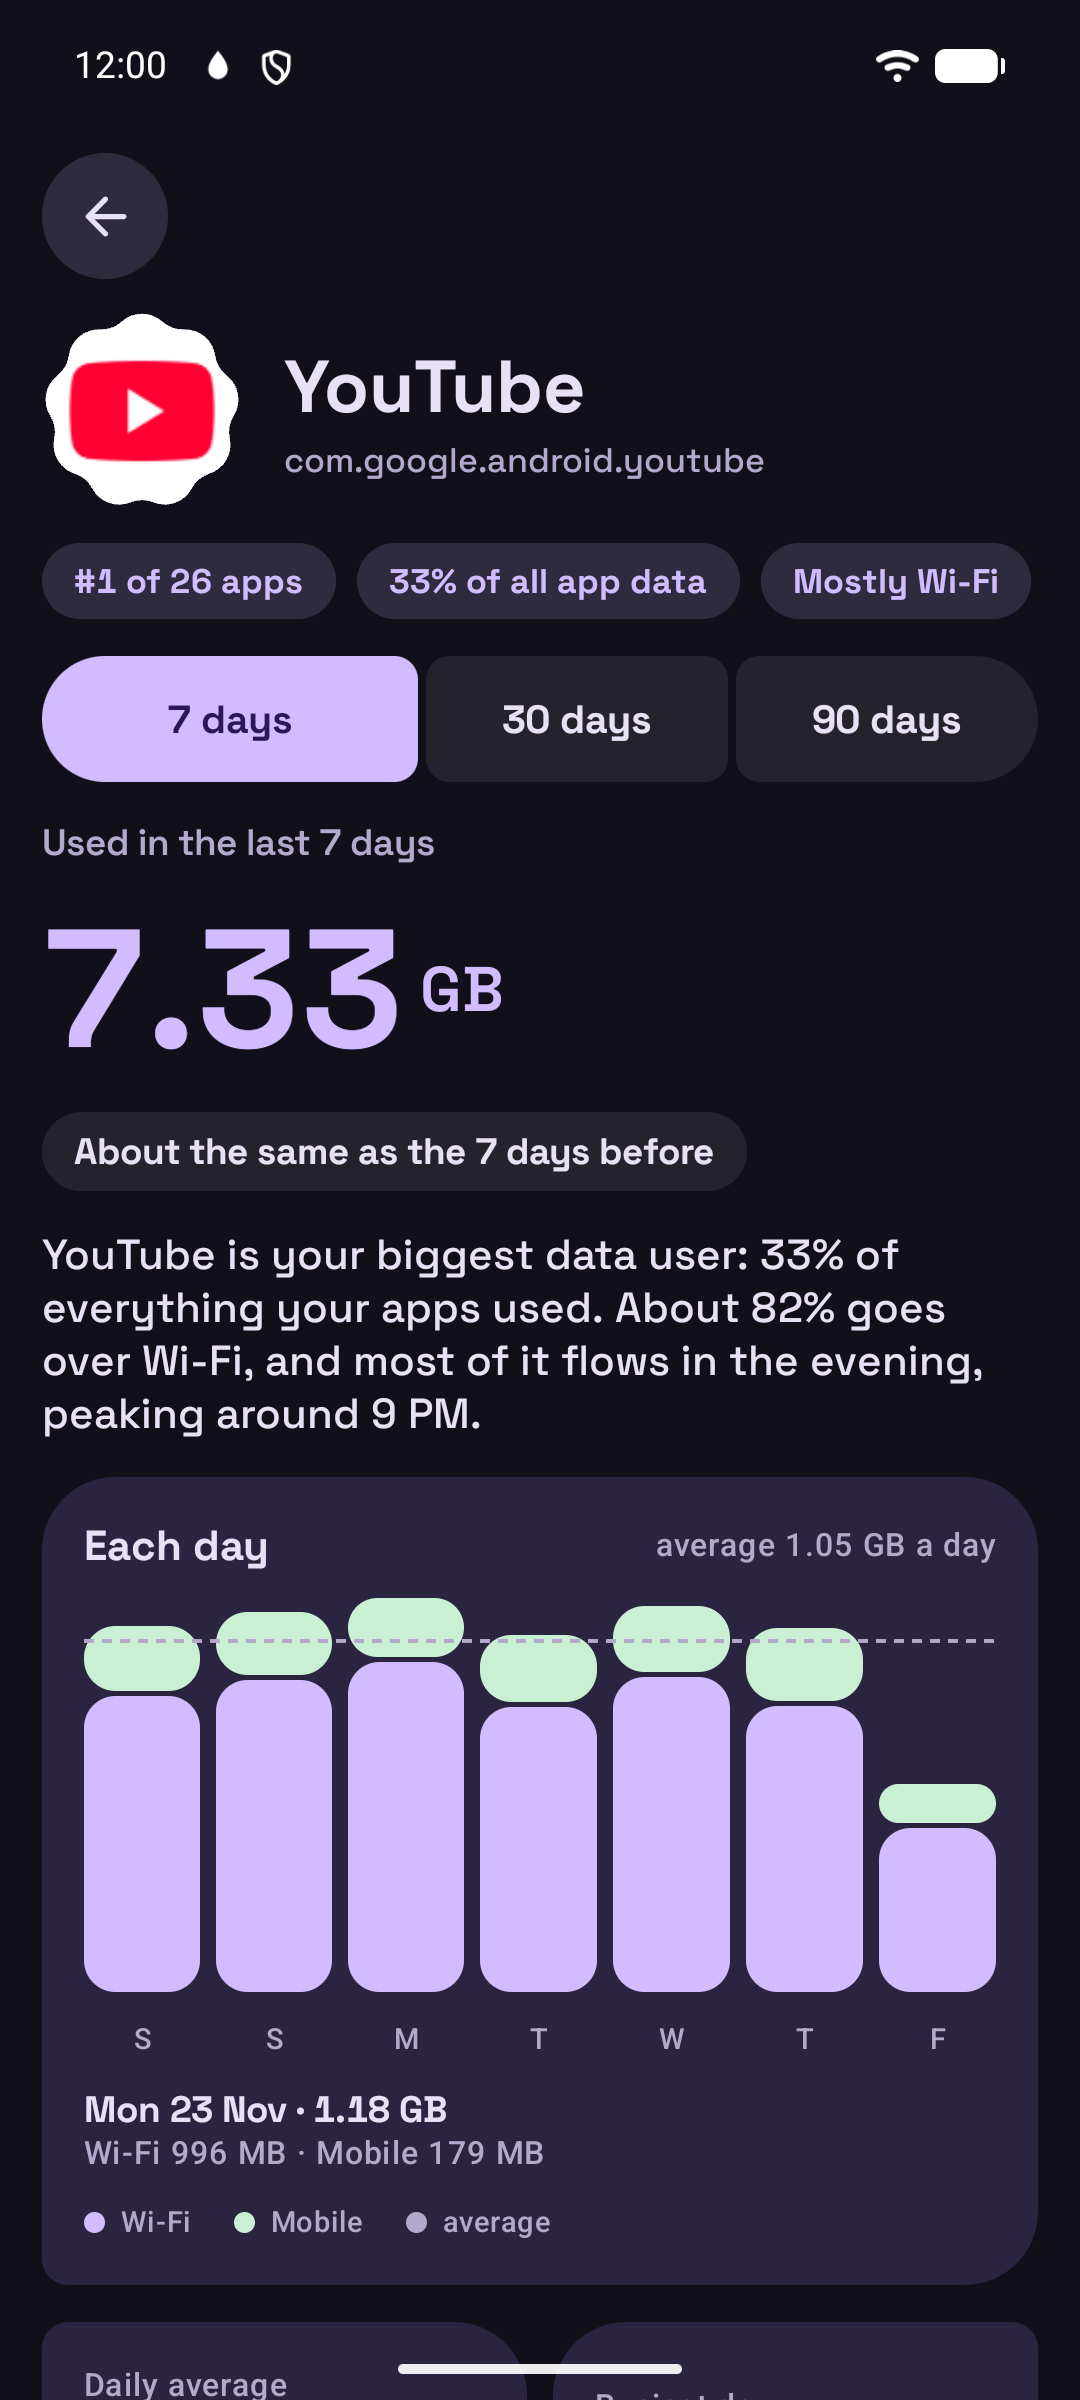 12:00
YouTube
com.google.android.youtube
#1 of 26 apps
33% of all app data
Mostly Wi-Fi
7 days
30 days
90 days
Used in the last 7 days
7.33 GB
About the same as the 7 days before
YouTube is your biggest data user: 33% of
everything your apps used. About 82% goes
over Wi-Fi, and most of it flows in the evening,
peaking around 9 PM.
Each day
average 1.05 GB a day
S S M T W T F
Mon 23 Nov · 1.18 GB
Wi-Fi 996 MB · Mobile 179 MB
Wi-Fi
Mobile
average
Daily average